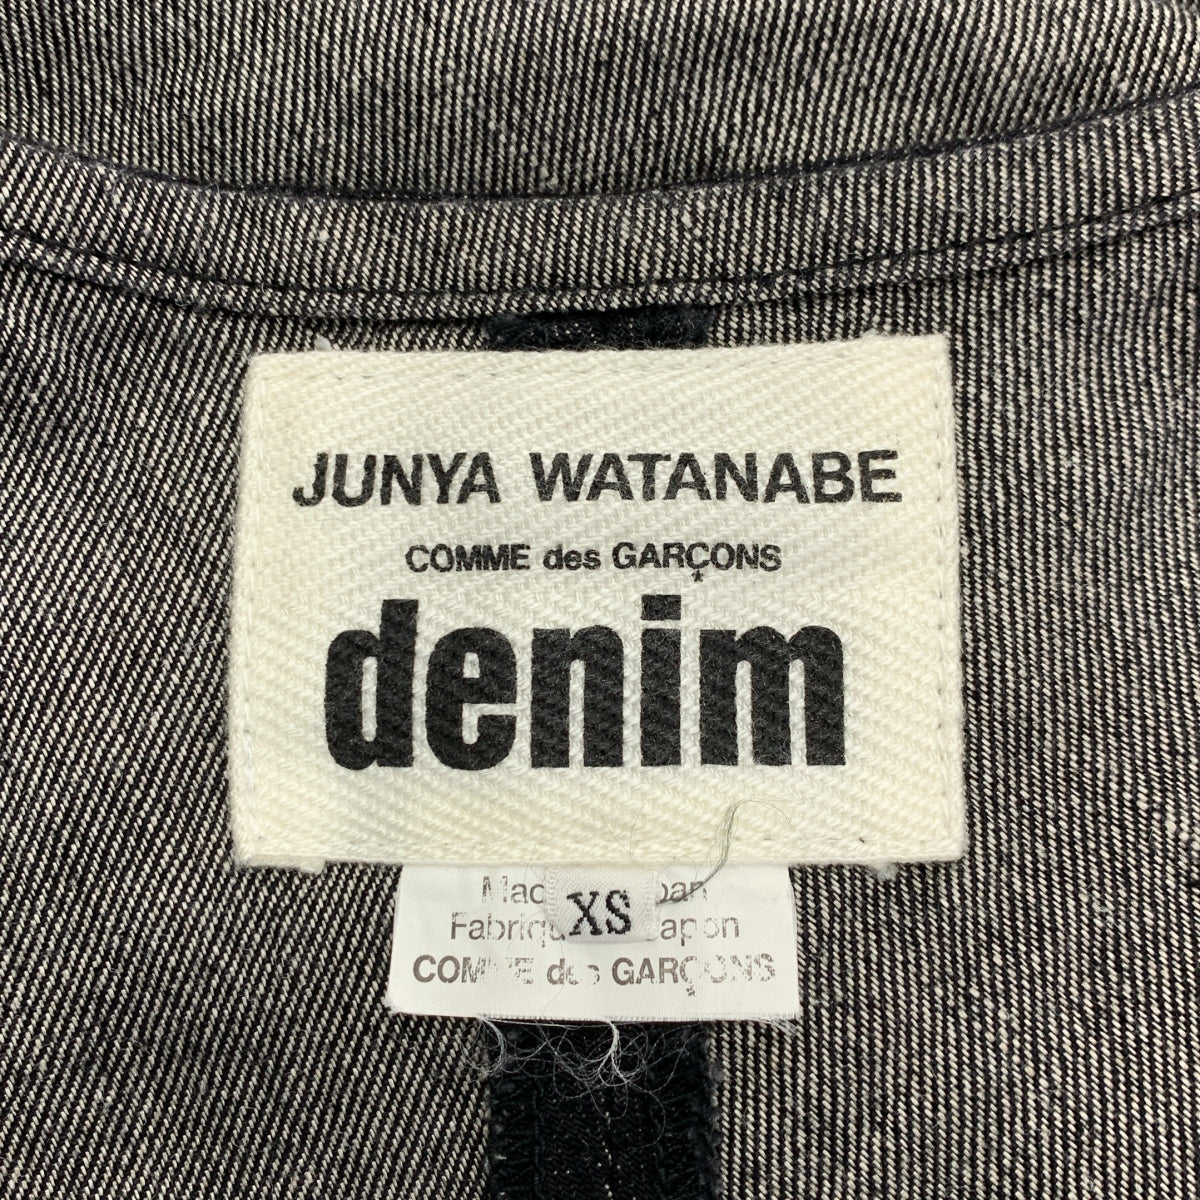 JUNYA WATANABE
COMME des GARÇONS
denim
XS
COMME des GARÇONS